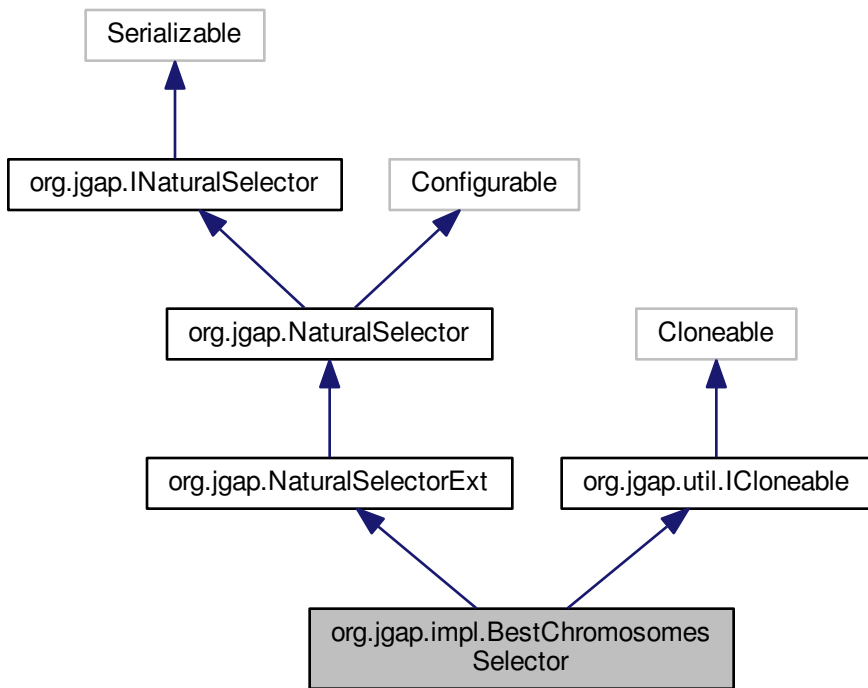 Serializable
org.jgap.INaturalSelector
Configurable
org.jgap.NaturalSelector
Cloneable
org.jgap.NaturalSelectorExt
org.jgap.util.ICloneable
org.jgap.impl.BestChromosomes
Selector